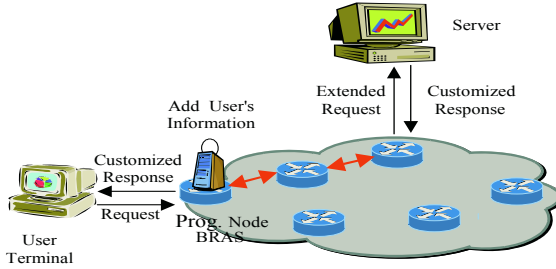 Server
Extended
Request
Customized
Response
Add User's
Information
Customized
Response
Request
Prog. Node
BRAS
User
Terminal